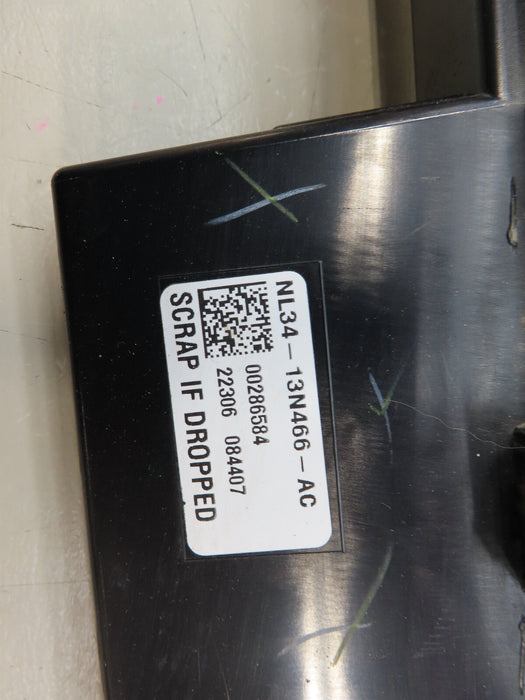 NL34-13N466-AC
00286584
22306 084407
SCRAP IF DROPPED